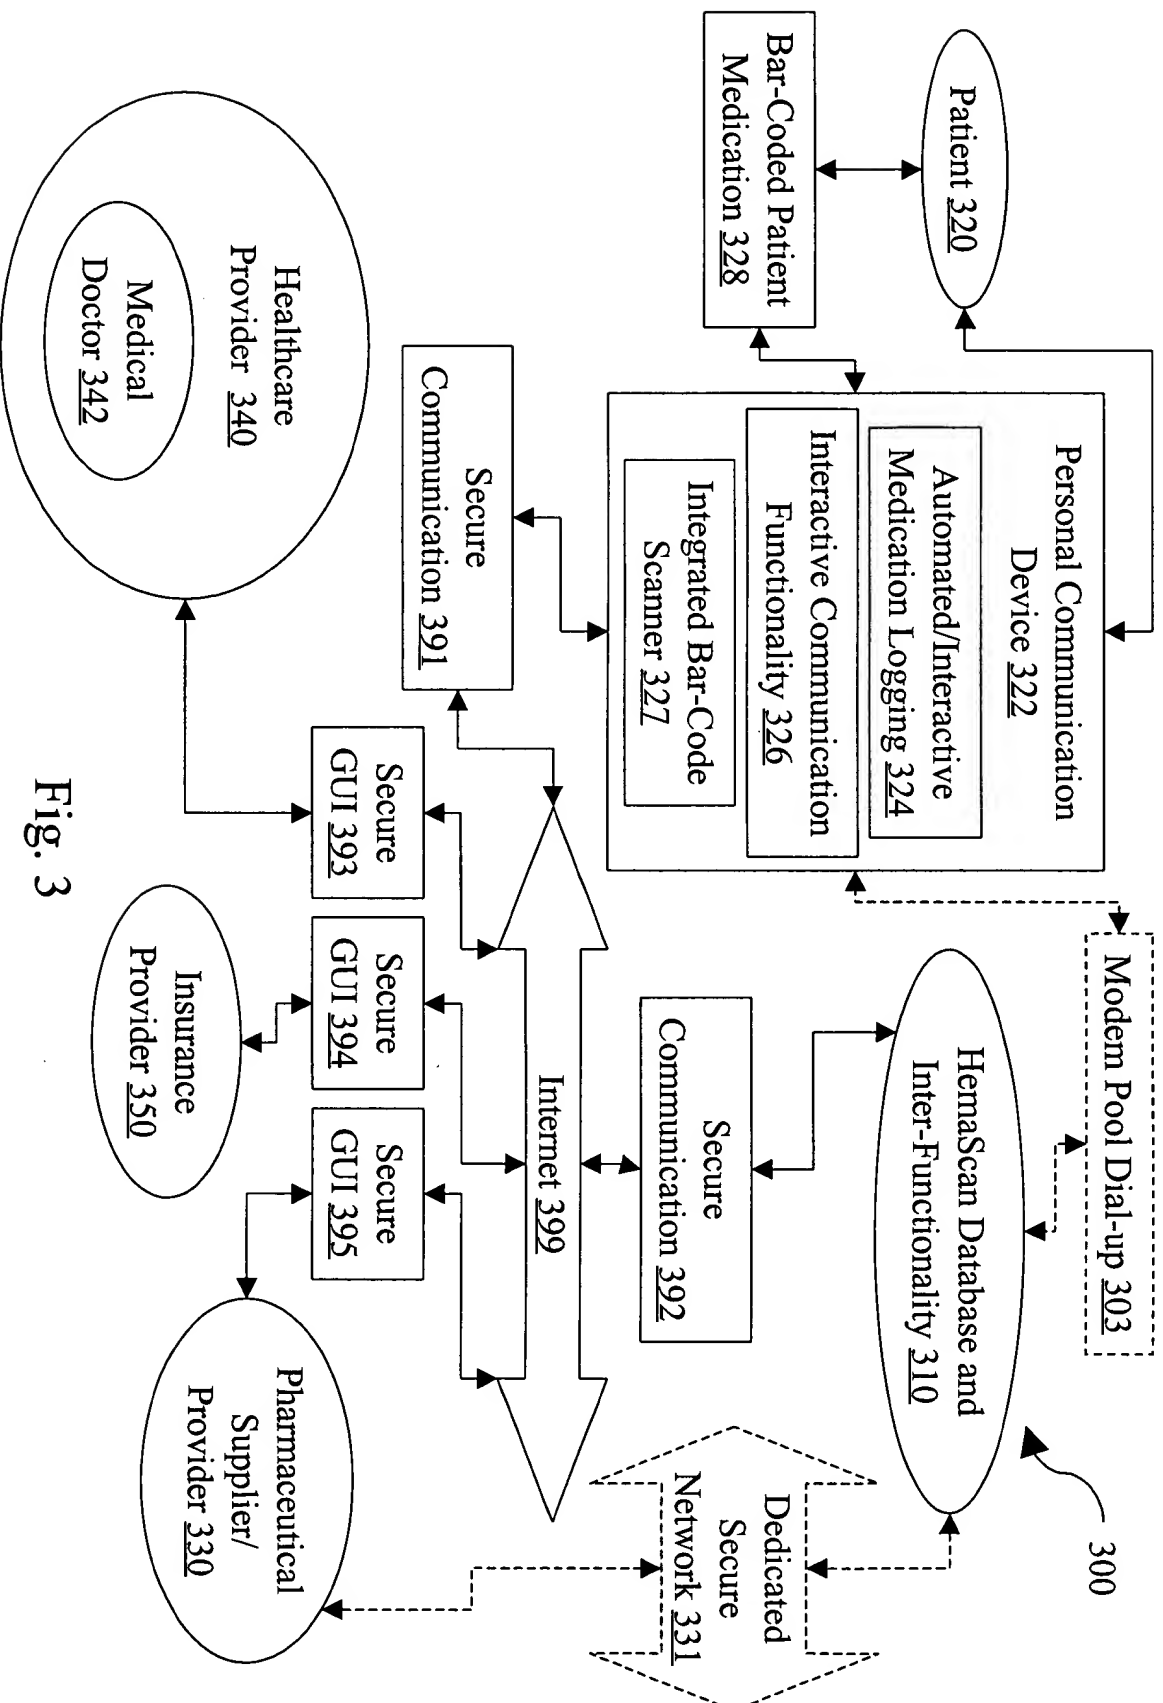 Patient 320
Bar-Coded Patient
Medication 328
Personal Communication
Device 322
Automated/Interactive
Medication Logging 324
Interactive Communication
Functionality 326
Integrated Bar-Code
Scanner 327
Modem Pool Dial-up 303
HemaScan Database and
Inter-Functionality 310
300
Secure
Communication 391
Secure
Communication 392
Dedicated
Secure
Network 331
Internet 399
Healthcare
Provider 340
Medical
Doctor 342
Secure
GUI 393
Secure
GUI 394
Secure
GUI 395
Insurance
Provider 350
Pharmaceutical
Supplier/
Provider 330
Fig. 3